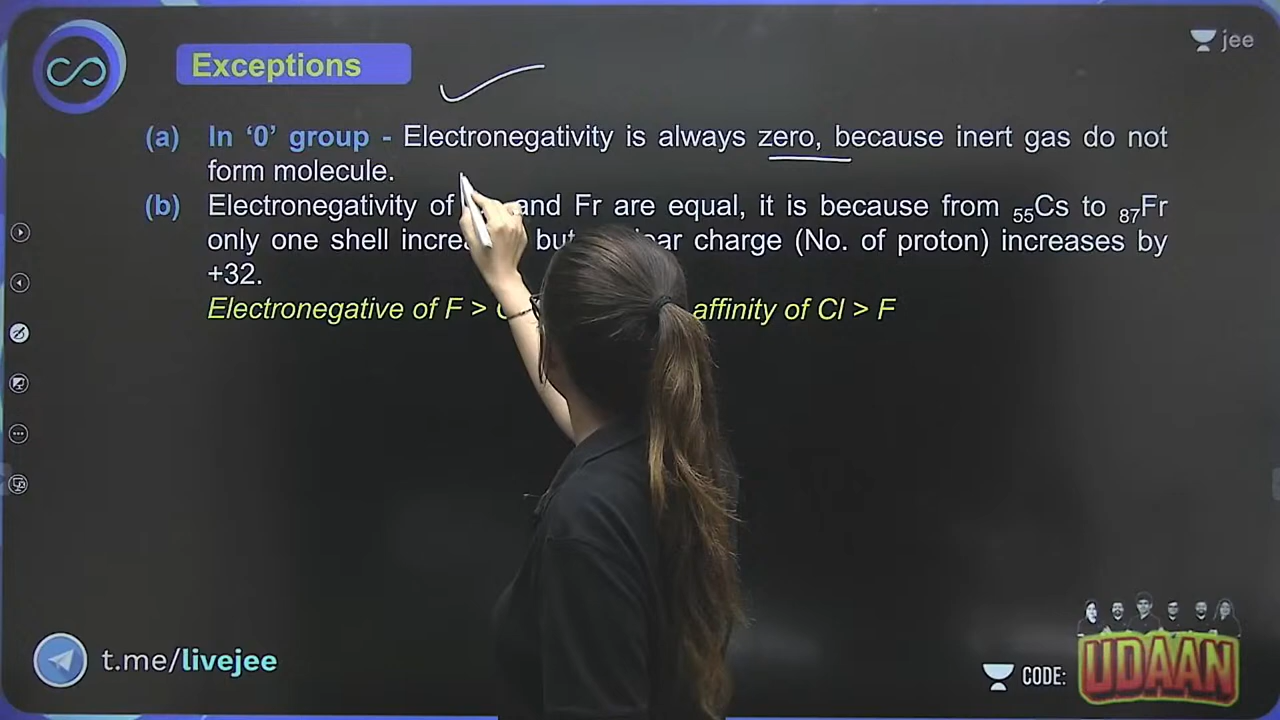 Exceptions
jee
(a) In ‘0’ group - Electronegativity is always zero, because inert gas do not
form molecule.
(b) Electronegativity of and Fr are equal, it is because from 55Cs to 87Fr
only one shell but charge (No. of proton) increases by
+32.
Electronegative of F > affinity of Cl > F
t.me/livejee
CODE: UDAAN